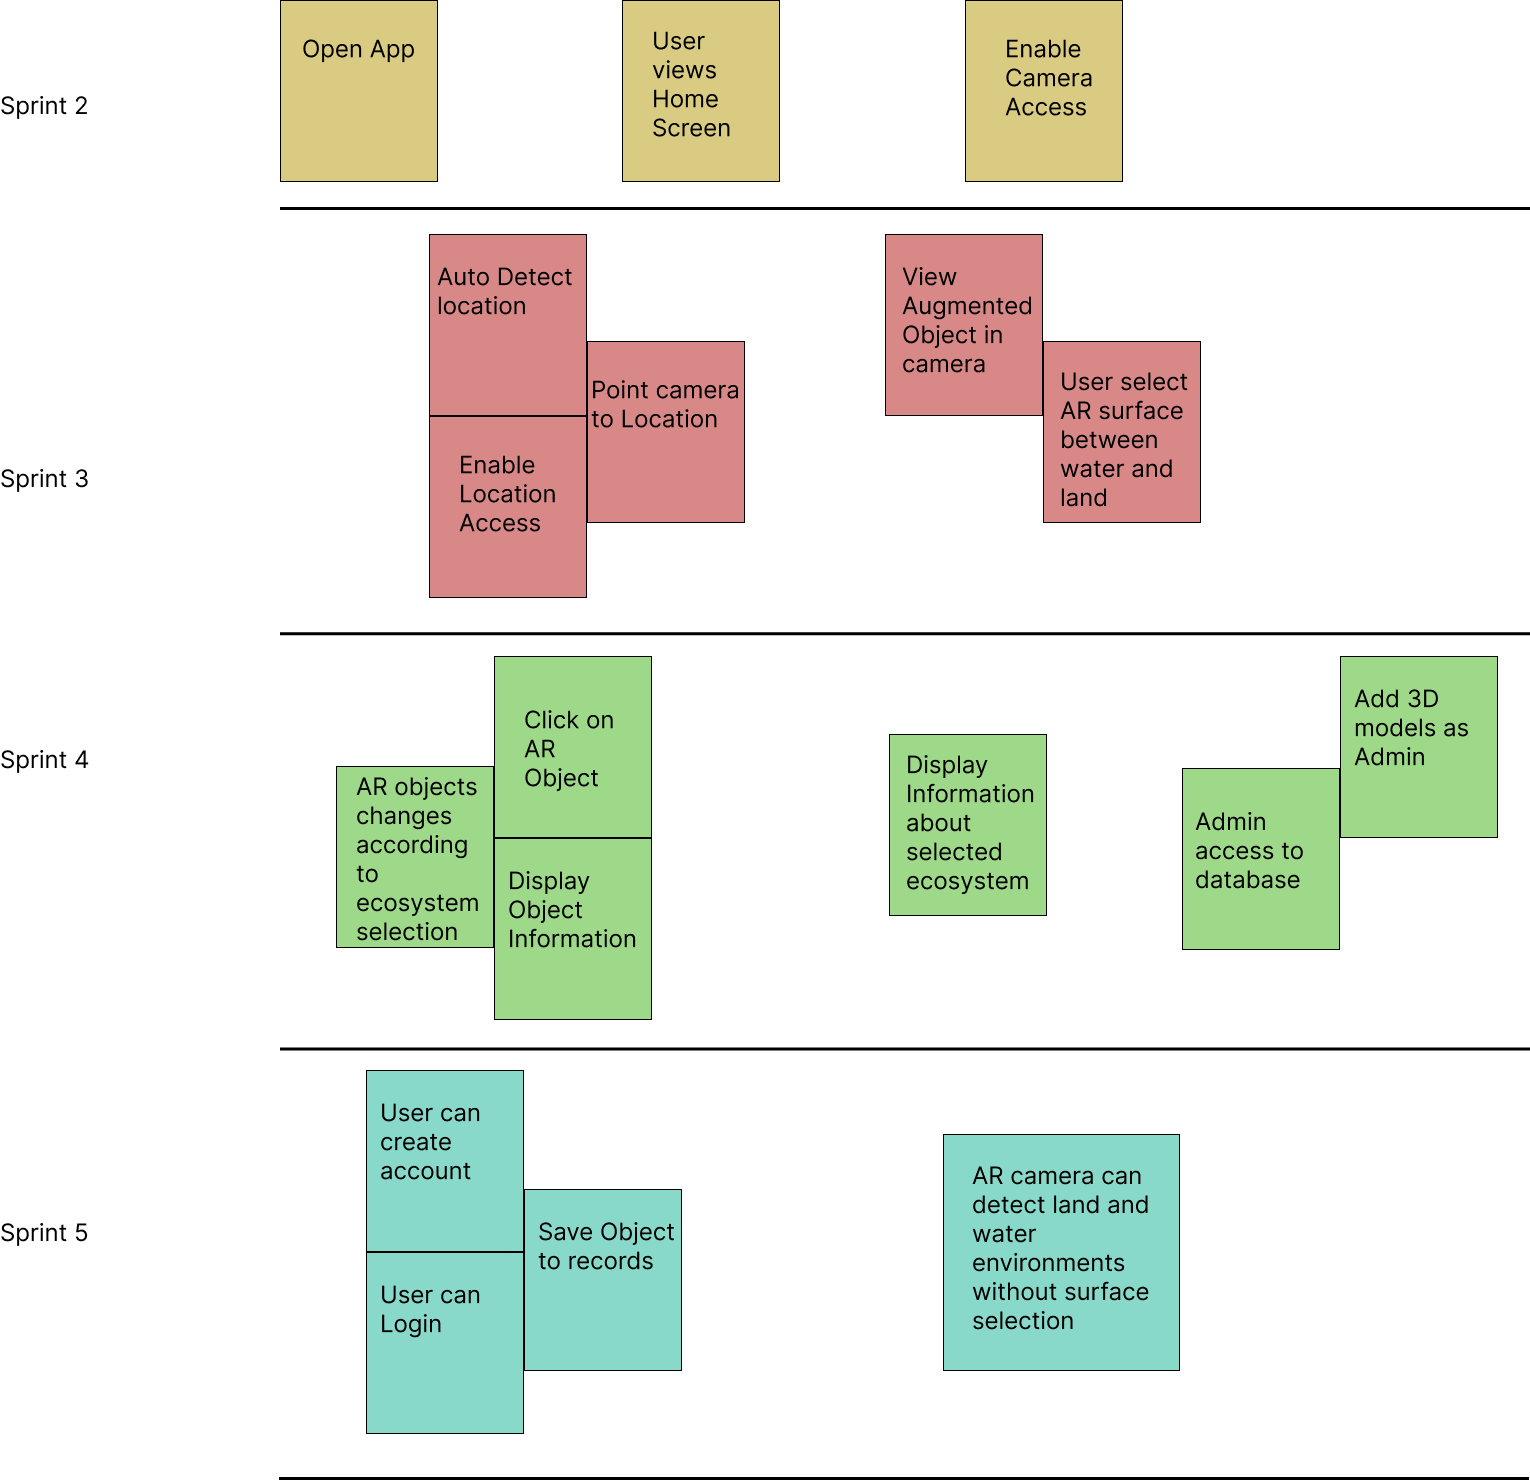 Sprint 2
Open App
User
views
Home
Screen
Enable
Camera
Access
Sprint 3
Auto Detect
location
Enable
Location
Access
Point camera
to Location
View
Augmented
Object in
camera
User select
AR surface
between
water and
land
Sprint 4
AR objects
changes
according
to
ecosystem
selection
Click on
AR
Object
Display
Object
Information
Display
Information
about
selected
ecosystem
Admin
access to
database
Add 3D
models as
Admin
Sprint 5
User can
create
account
User can
Login
Save Object
to records
AR camera can
detect land and
water
environments
without surface
selection